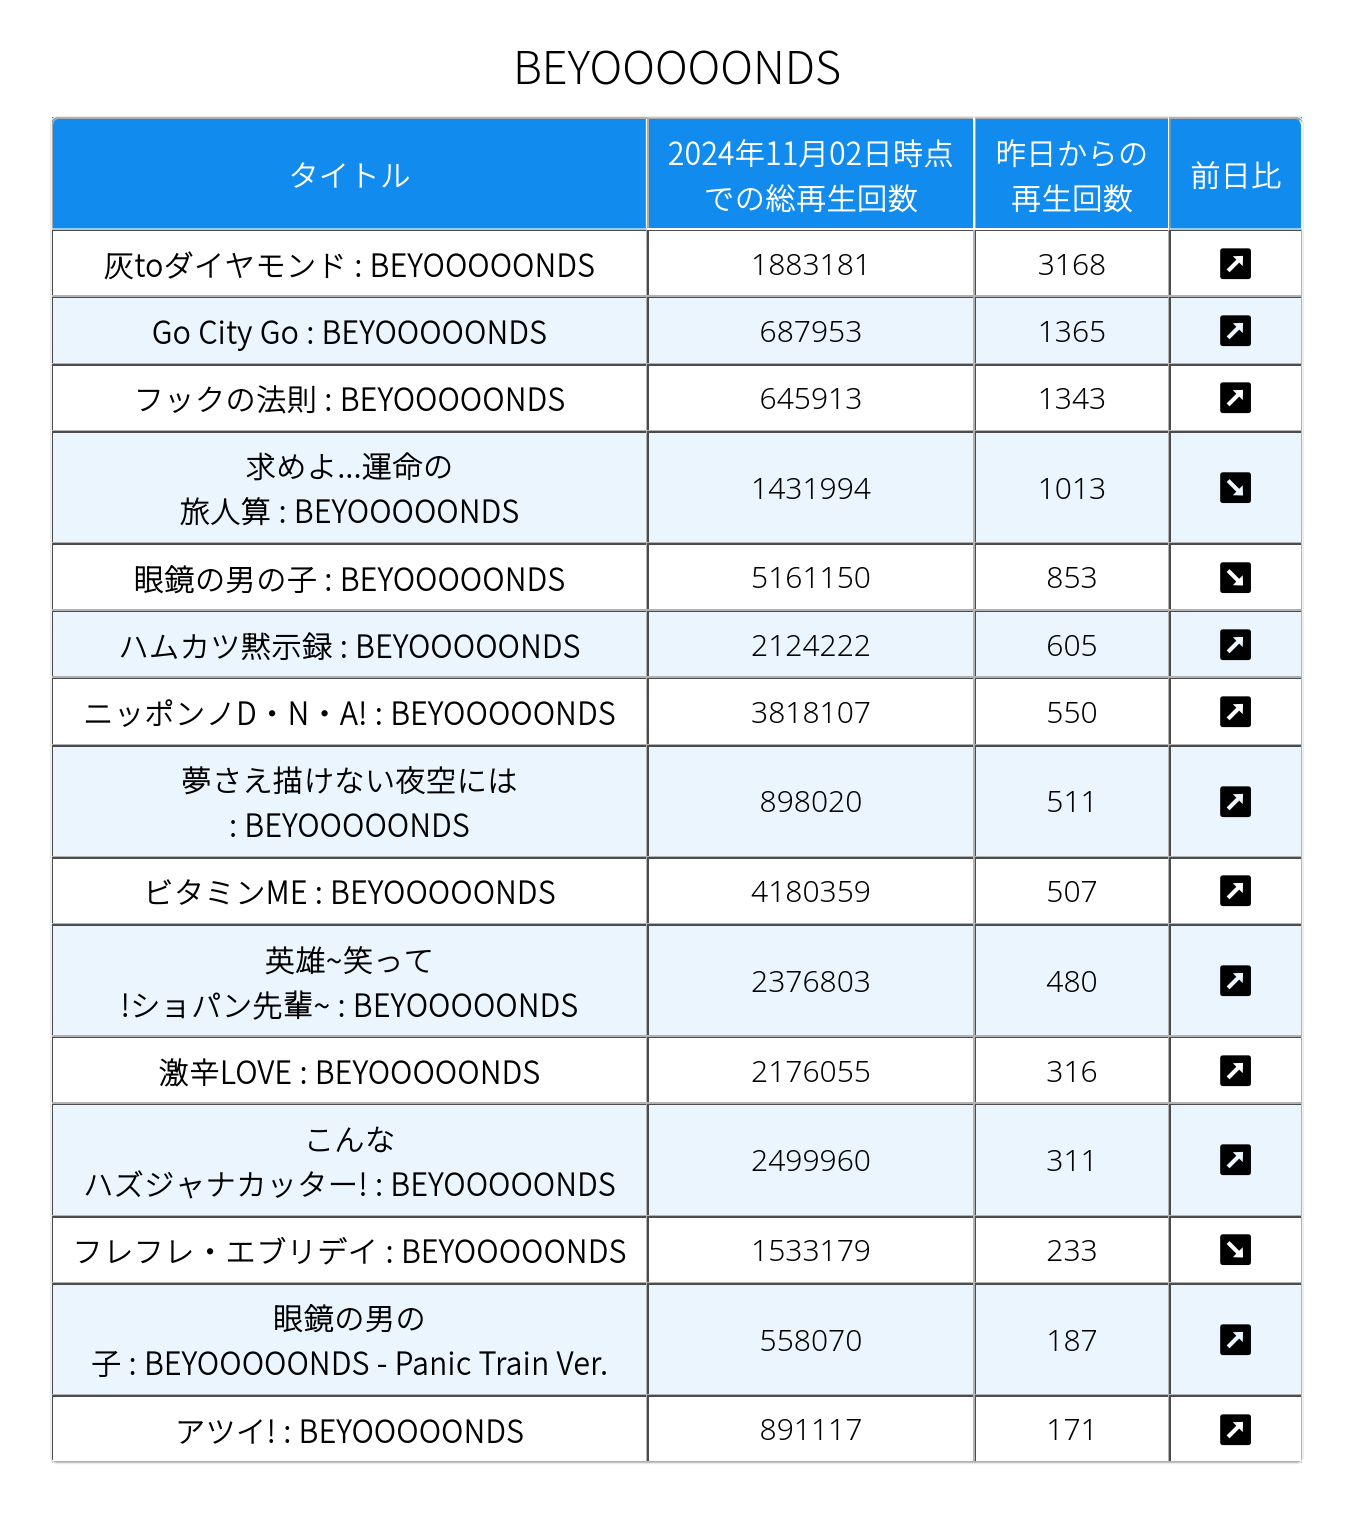 BEYOOOOONDS
タイトル
2024年11月02日時点
での総再生回数
昨日からの
再生回数
前日比
灰toダイヤモンド : BEYOOOOONDS 1883181 3168 ↗
Go City Go : BEYOOOOONDS 687953 1365 ↗
フックの法則 : BEYOOOOONDS 645913 1343 ↗
求めよ...運命の
旅人算 : BEYOOOOONDS 1431994 1013 ↘
眼鏡の男の子 : BEYOOOOONDS 5161150 853 ↘
ハムカツ黙示録 : BEYOOOOONDS 2124222 605 ↗
ニッポンノD・N・A! : BEYOOOOONDS 3818107 550 ↗
夢さえ描けない夜空には
: BEYOOOOONDS 898020 511 ↗
ビタミンME : BEYOOOOONDS 4180359 507 ↗
英雄~笑って
!ショパン先輩~ : BEYOOOOONDS 2376803 480 ↗
激辛LOVE : BEYOOOOONDS 2176055 316 ↗
こんな
ハズジャナカッター! : BEYOOOOONDS 2499960 311 ↗
フレフレ・エブリデイ : BEYOOOOONDS 1533179 233 ↘
眼鏡の男の
子 : BEYOOOOONDS - Panic Train Ver. 558070 187 ↗
アツイ! : BEYOOOOONDS 891117 171 ↗